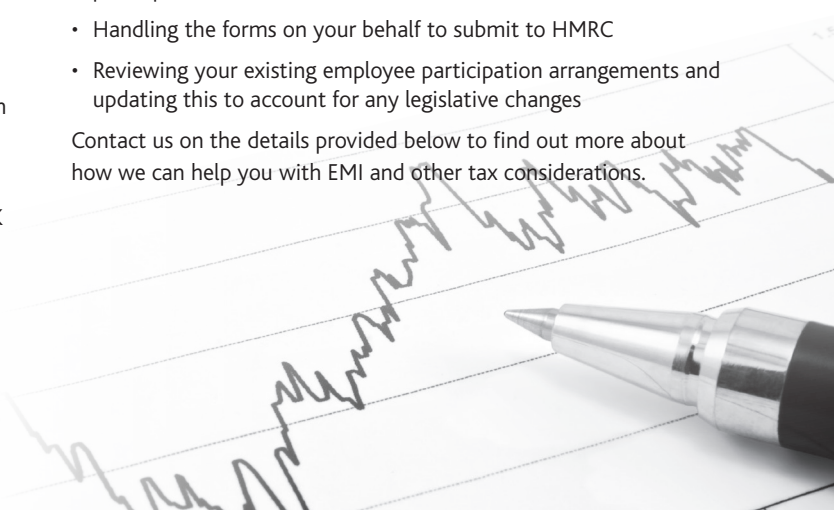 • Handling the forms on your behalf to submit to HMRC
• Reviewing your existing employee participation arrangements and
updating this to account for any legislative changes
Contact us on the details provided below to find out more about
how we can help you with EMI and other tax considerations.